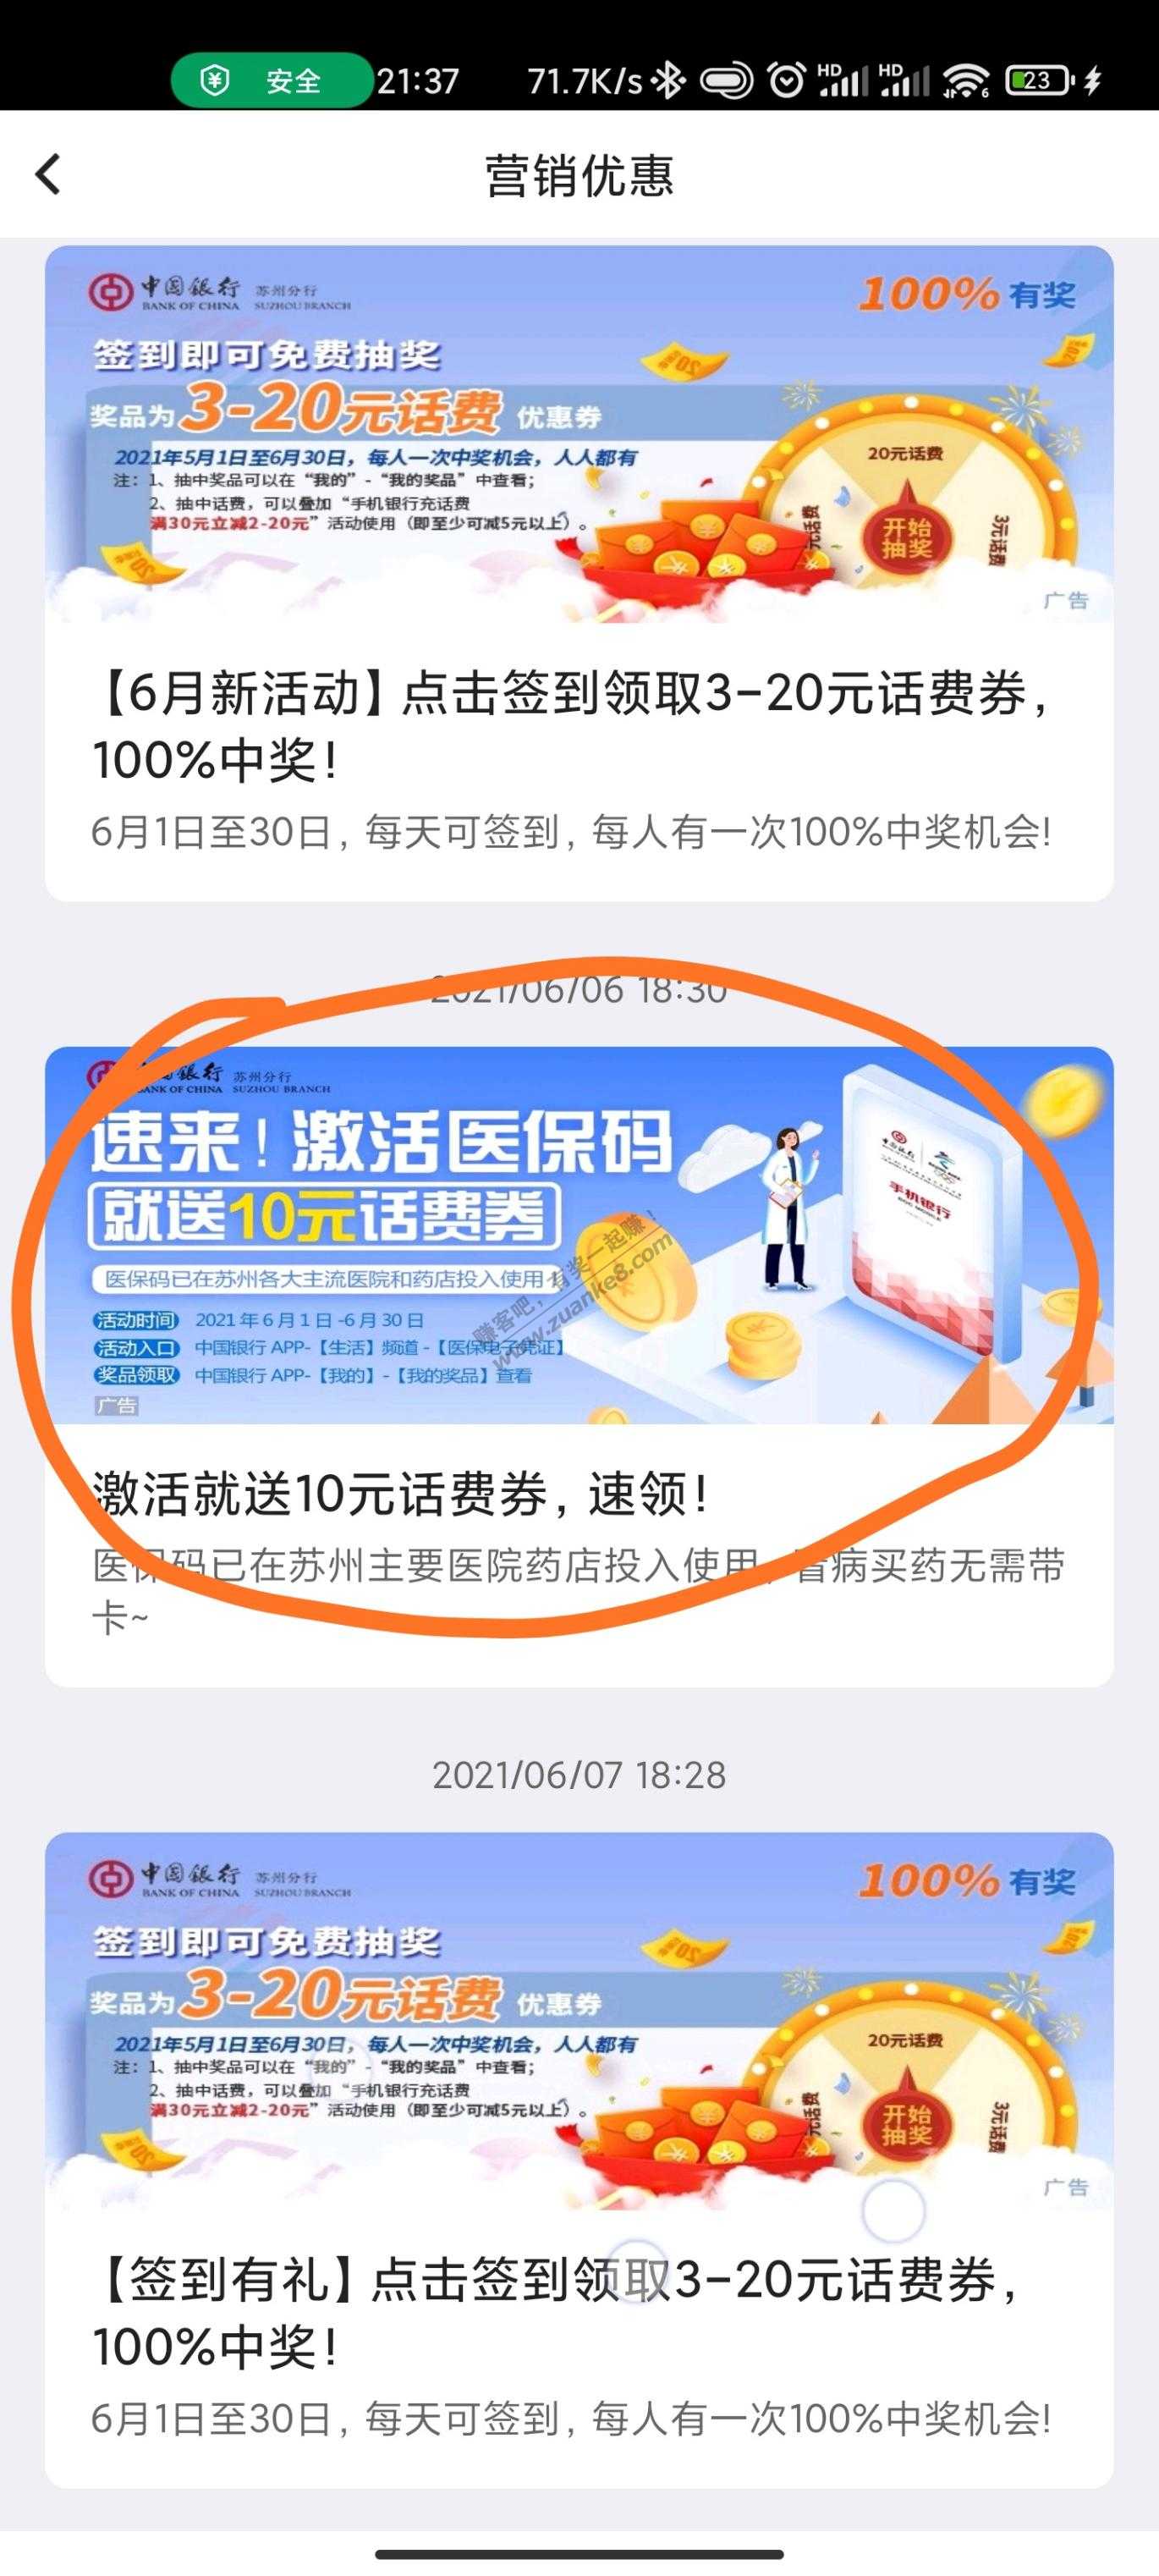 安全 21:37 71.7K/s HD HD 6 23
营销优惠
中国银行 苏州分行
BANK OF CHINA SUZHOU BRANCH
100%有奖
签到即可免费抽奖
奖品为3-20元话费 优惠券
2021年5月1日至6月30日，每人一次中奖机会，人人都有
注：1、抽中奖品可以在“我的”-“我的奖品”中查看；
2、抽中话费，可以叠加“手机银行充话费
满30元立减2-20元”活动使用（即至少可减5元以上）。
20元话费
元话费
3元话费
开始
抽奖
广告
【6月新活动】点击签到领取3-20元话费券，
100%中奖！
6月1日至30日，每天可签到，每人有一次100%中奖机会!
2021/06/06 18:30
银行 苏州分行
BANK OF CHINA SUZHOU BRANCH
速来！激活医保码
就送10元话费券
医保码已在苏州各大主流医院和药店投入使用
活动时间 2021年6月1日-6月30日
活动入口 中国银行 APP-【生活】频道-【医保电子凭证】
奖品领取 中国银行 APP-【我的】-【我的奖品】查看
广告
手机银行
赚客吧，有奖一起赚！
www.zuanke8.com
激活就送10元话费券，速领！
医保码已在苏州主要医院药店投入使用，看病买药无需带
卡~
2021/06/07 18:28
中国银行 苏州分行
BANK OF CHINA SUZHOU BRANCH
100%有奖
签到即可免费抽奖
奖品为3-20元话费 优惠券
2021年5月1日至6月30日，每人一次中奖机会，人人都有
注：1、抽中奖品可以在“我的”-“我的奖品”中查看；
2、抽中话费，可以叠加“手机银行充话费
满30元立减2-20元”活动使用（即至少可减5元以上）。
20元话费
元话费
3元话费
开始
抽奖
广告
【签到有礼】点击签到领取3-20元话费券，
100%中奖！
6月1日至30日，每天可签到，每人有一次100%中奖机会!